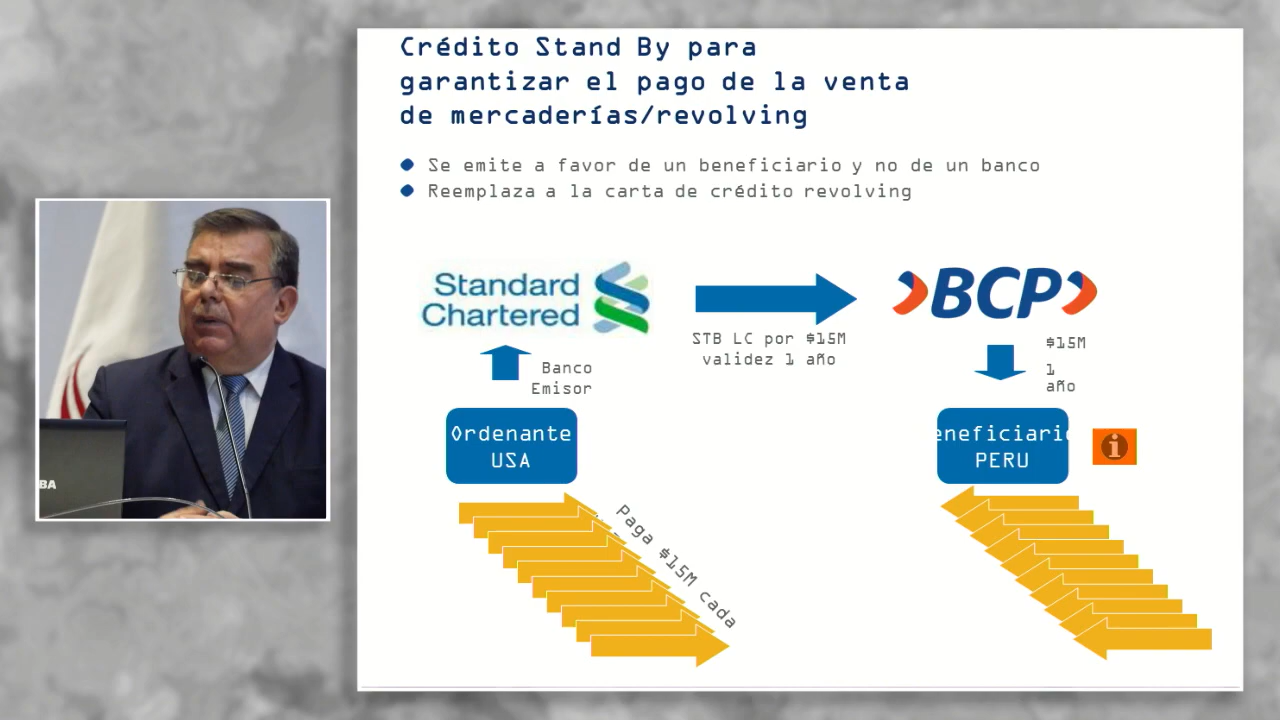 Crédito Stand By para
garantizar el pago de la venta
de mercaderías/revolving
Se emite a favor de un beneficiario y no de un banco
Reemplaza a la carta de crédito revolving
Standard
Chartered
BCP
STB LC por $15M
validez 1 año
$15M
1
año
Banco
Emisor
Ordenante
USA
eneficiario
PERU
i
Paga $15M cada
BA